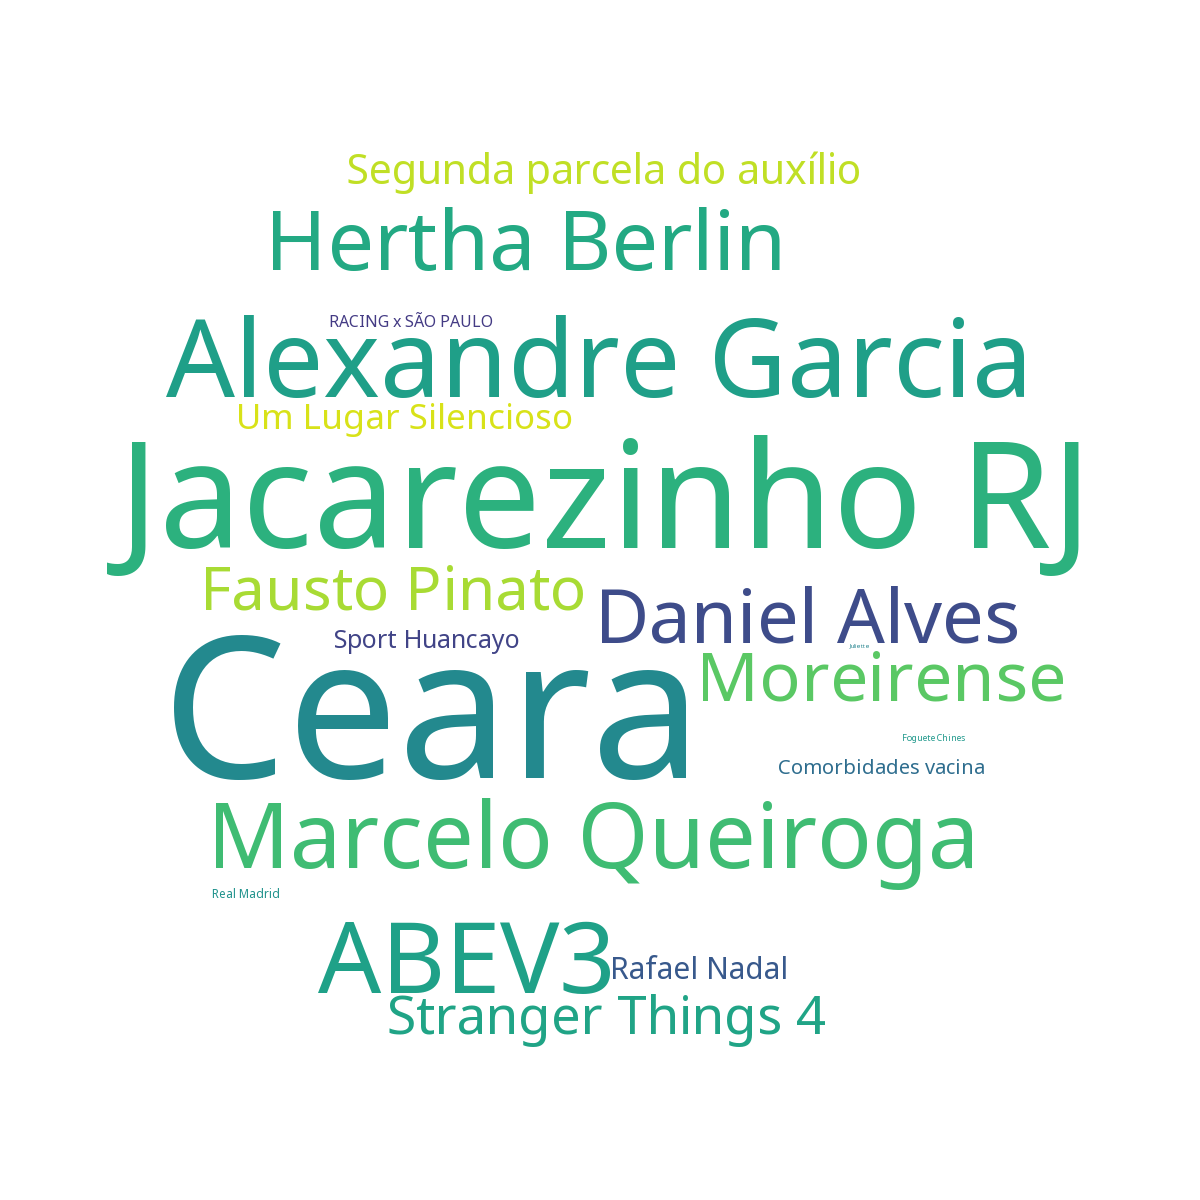 Segunda parcela do auxílio
Hertha Berlin
RACING x SÃO PAULO
Alexandre Garcia
Um Lugar Silencioso
Jacarezinho RJ
Fausto Pinato
Daniel Alves
Sport Huancayo
Juliette
Moreirense
Ceara
Foguete Chines
Comorbidades vacina
Marcelo Queiroga
Real Madrid
ABEV3
Rafael Nadal
Stranger Things 4